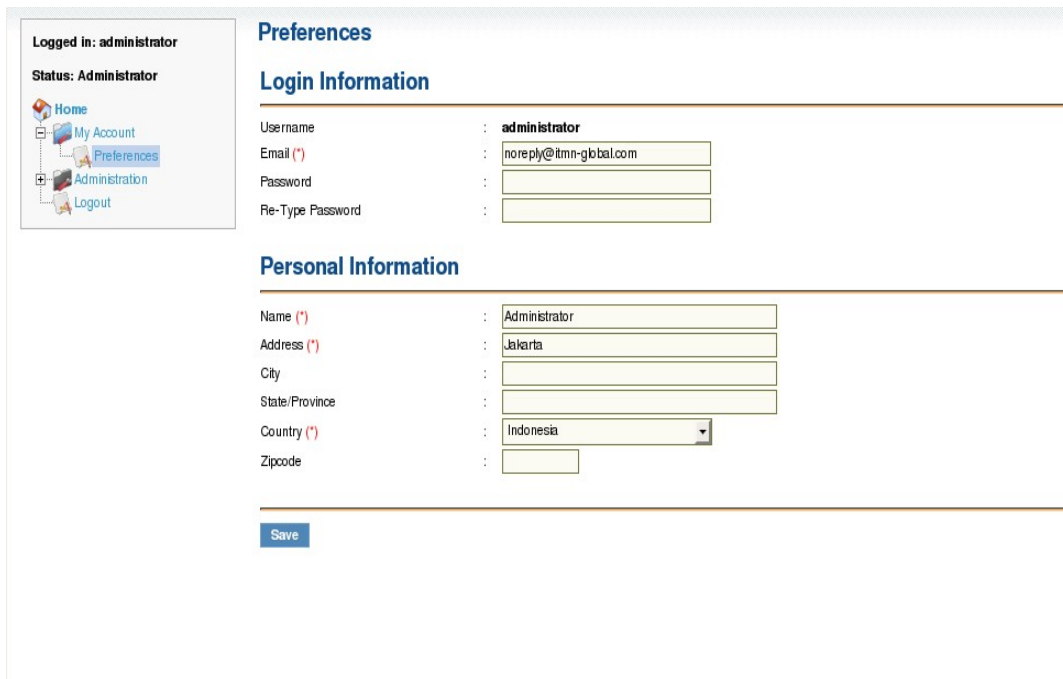 Logged in: administrator
Status: Administrator
Home
My Account
Preferences
Administration
Logout
Preferences
Login Information
Username : administrator
Email (*) : noreply@itmn-global.com
Password :
Re-Type Password :
Personal Information
Name (*) : Administrator
Address (*) : Jakarta
City :
State/Province :
Country (*) : Indonesia
Zipcode :
Save